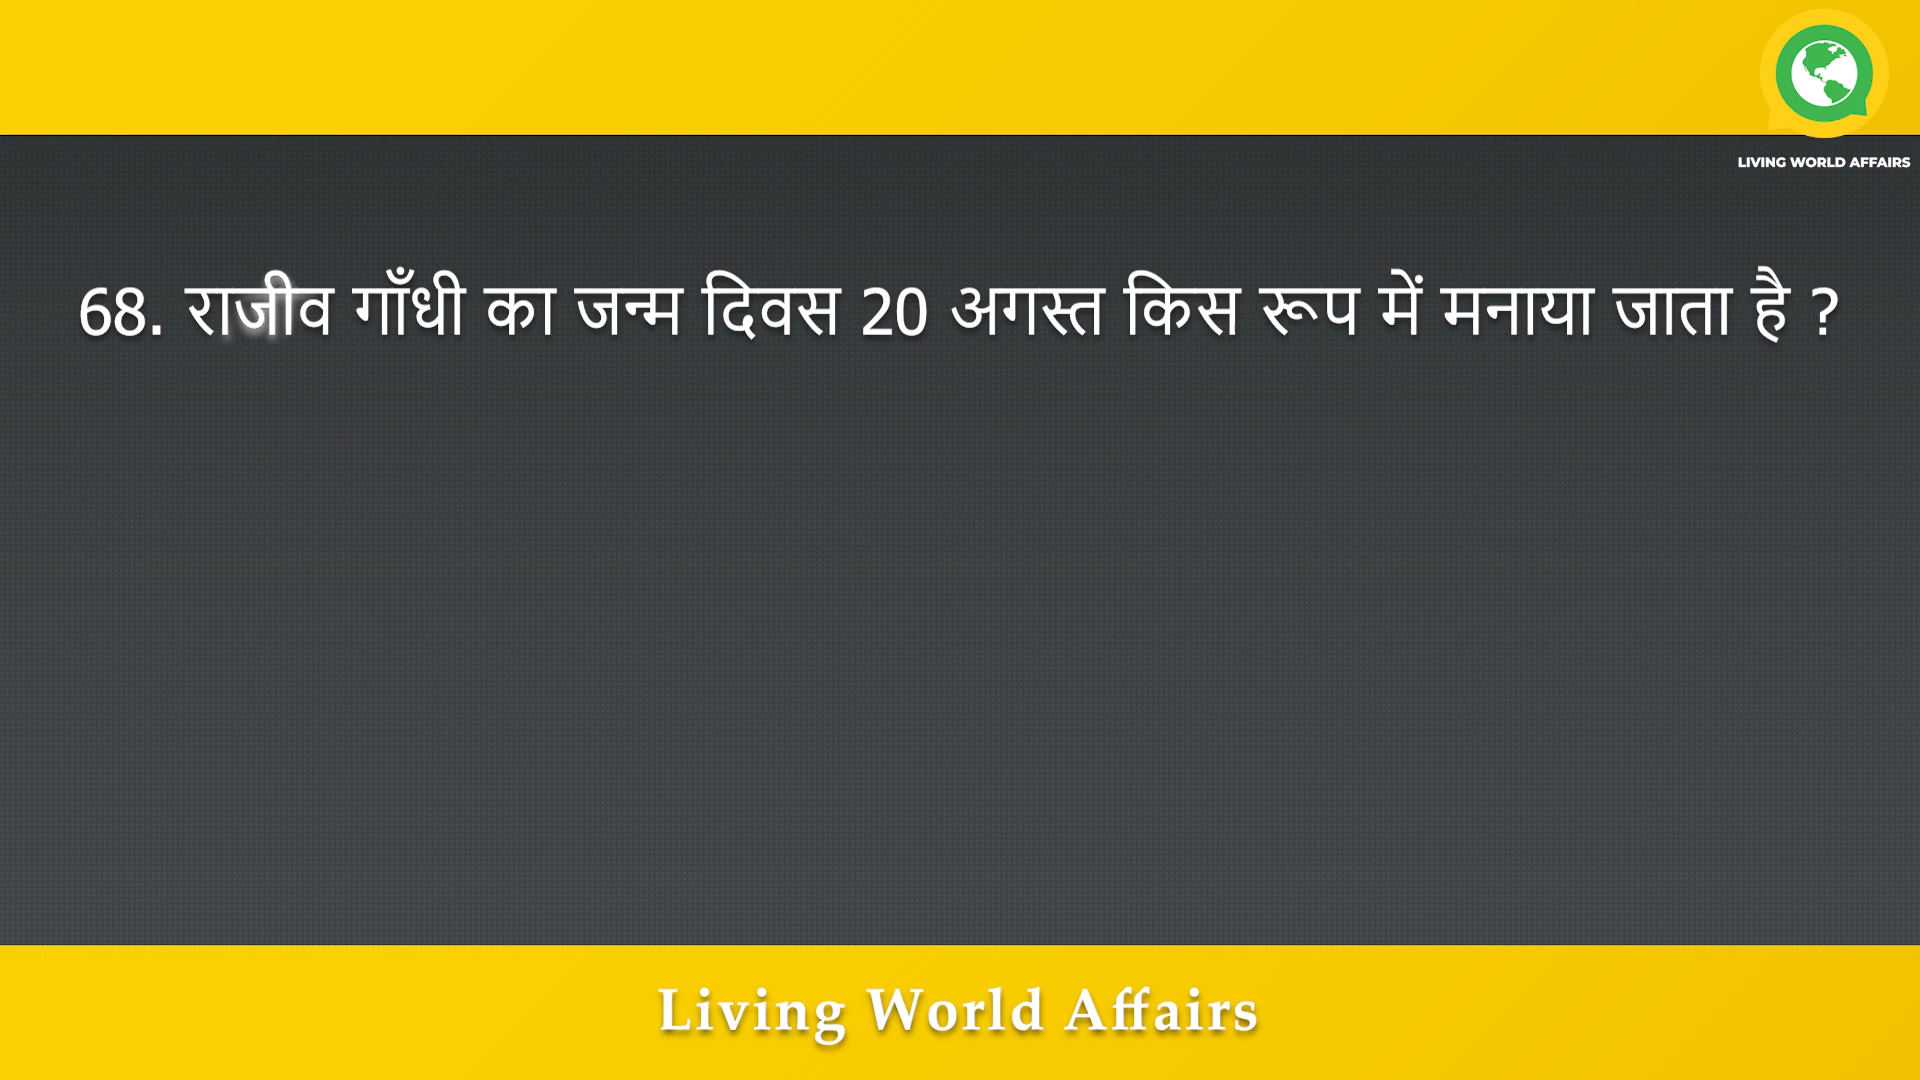 LIVING WORLD AFFAIRS
68. राजीव गाँधी का जन्म दिवस 20 अगस्त किस रूप में मनाया जाता है ?
Living World Affairs